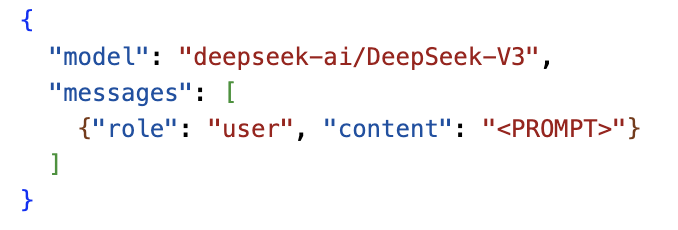 {
  "model": "deepseek-ai/DeepSeek-V3",
  "messages": [
    {"role": "user", "content": "<PROMPT>"}
  ]
}